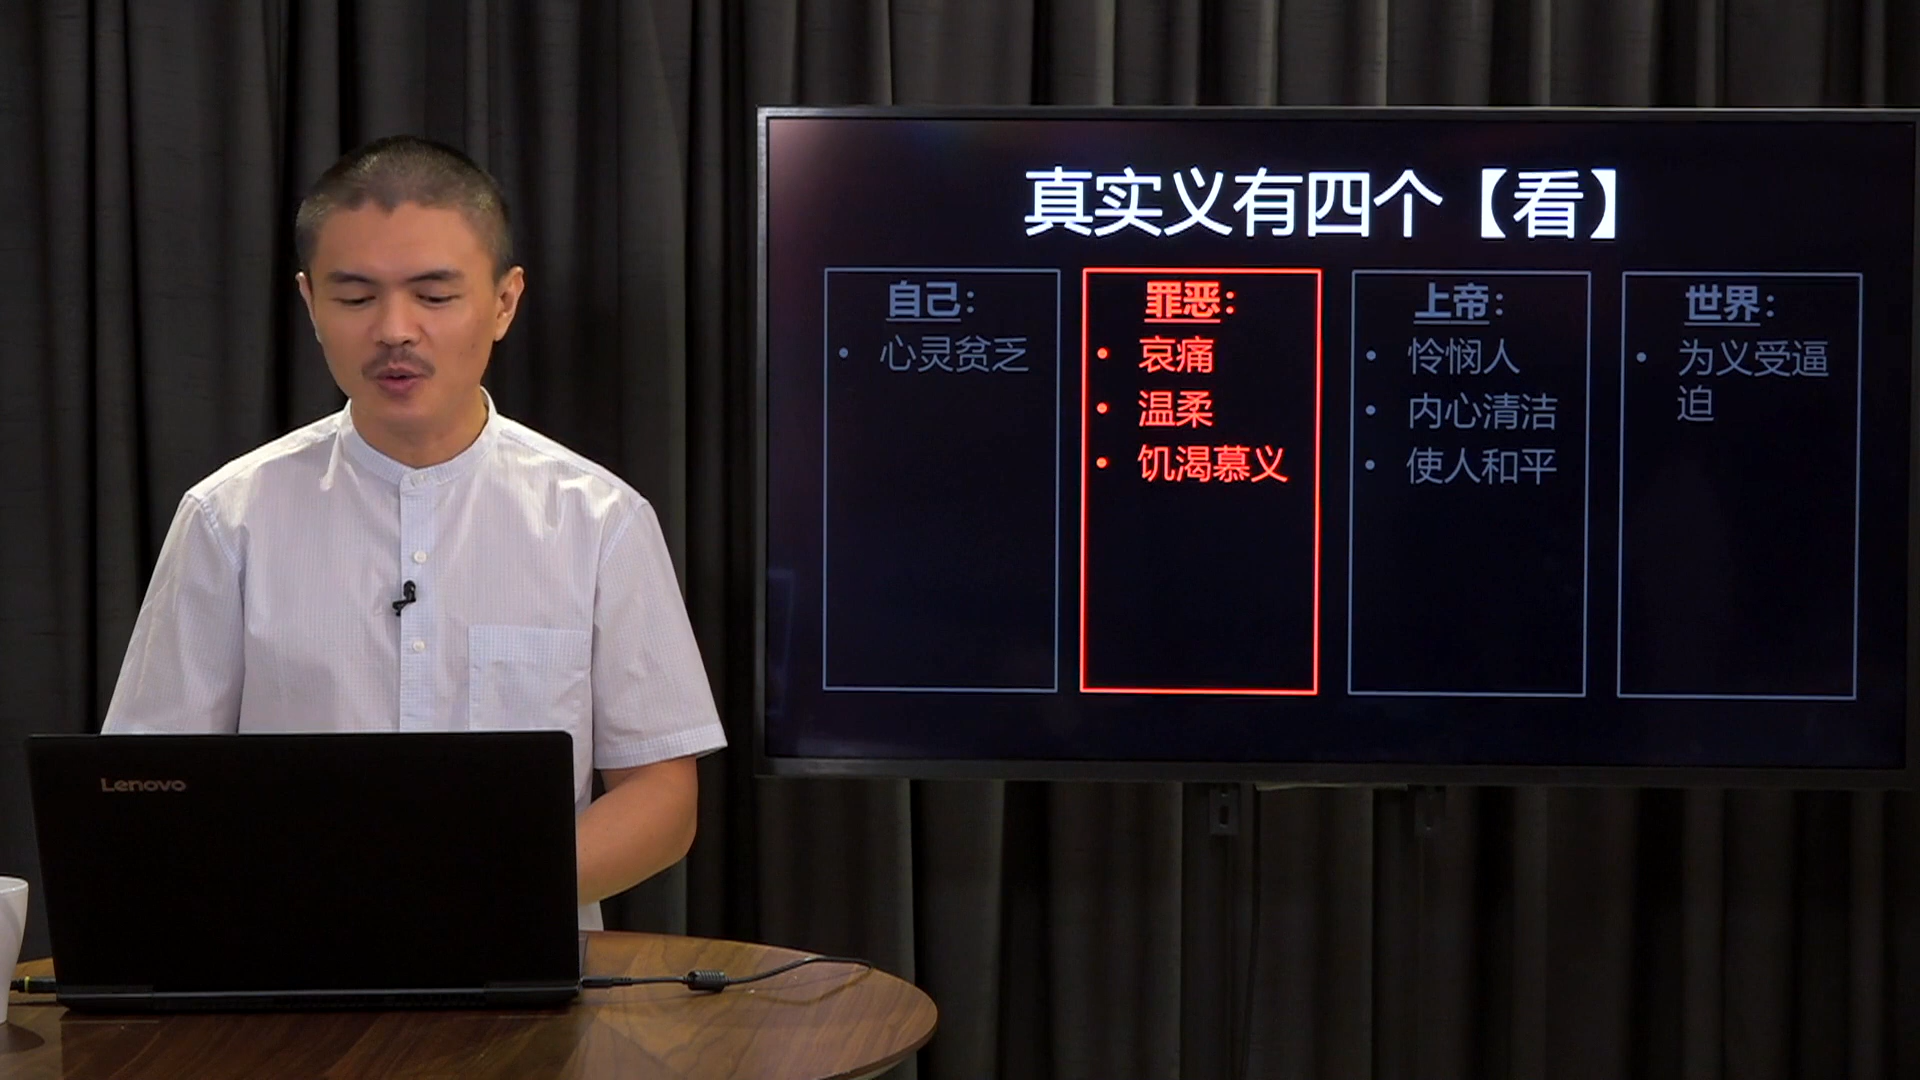 真实义有四个【看】
自己：
• 心灵贫乏
罪恶：
• 哀痛
• 温柔
• 饥渴慕义
上帝：
• 怜悯人
• 内心清洁
• 使人和平
世界：
• 为义受逼
迫
Lenovo